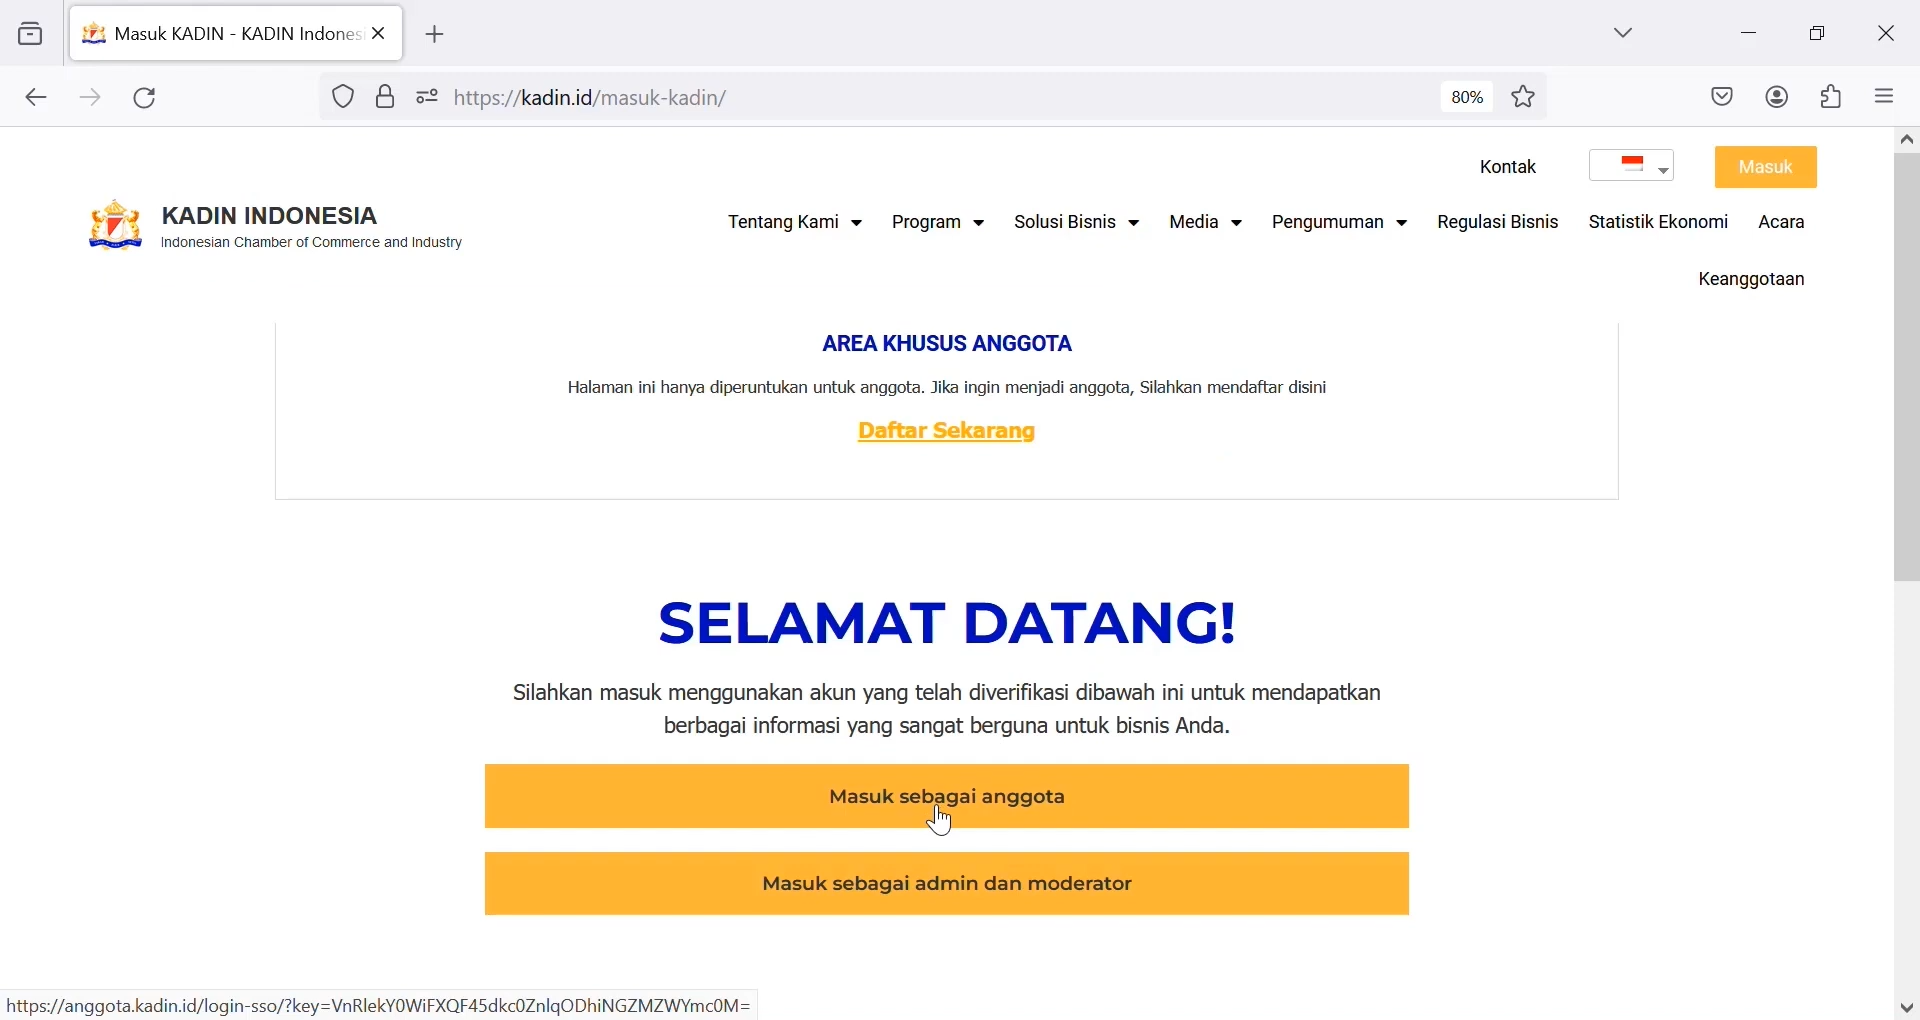 Masuk KADIN - KADIN Indones
https://kadin.id/masuk-kadin/
80%
Kontak
Masuk
KADIN INDONESIA
Indonesian Chamber of Commerce and Industry
Tentang Kami
Program
Solusi Bisnis
Media
Pengumuman
Regulasi Bisnis
Statistik Ekonomi
Acara
Keanggotaan
AREA KHUSUS ANGGOTA
Halaman ini hanya diperuntukan untuk anggota. Jika ingin menjadi anggota, Silahkan mendaftar disini
Daftar Sekarang
SELAMAT DATANG!
Silahkan masuk menggunakan akun yang telah diverifikasi dibawah ini untuk mendapatkan
berbagai informasi yang sangat berguna untuk bisnis Anda.
Masuk sebagai anggota
Masuk sebagai admin dan moderator
https://anggota.kadin.id/login-sso/?key=VnRlekY0WiFXQF45dkc0ZnlqODhiNGZMZWYmc0M=